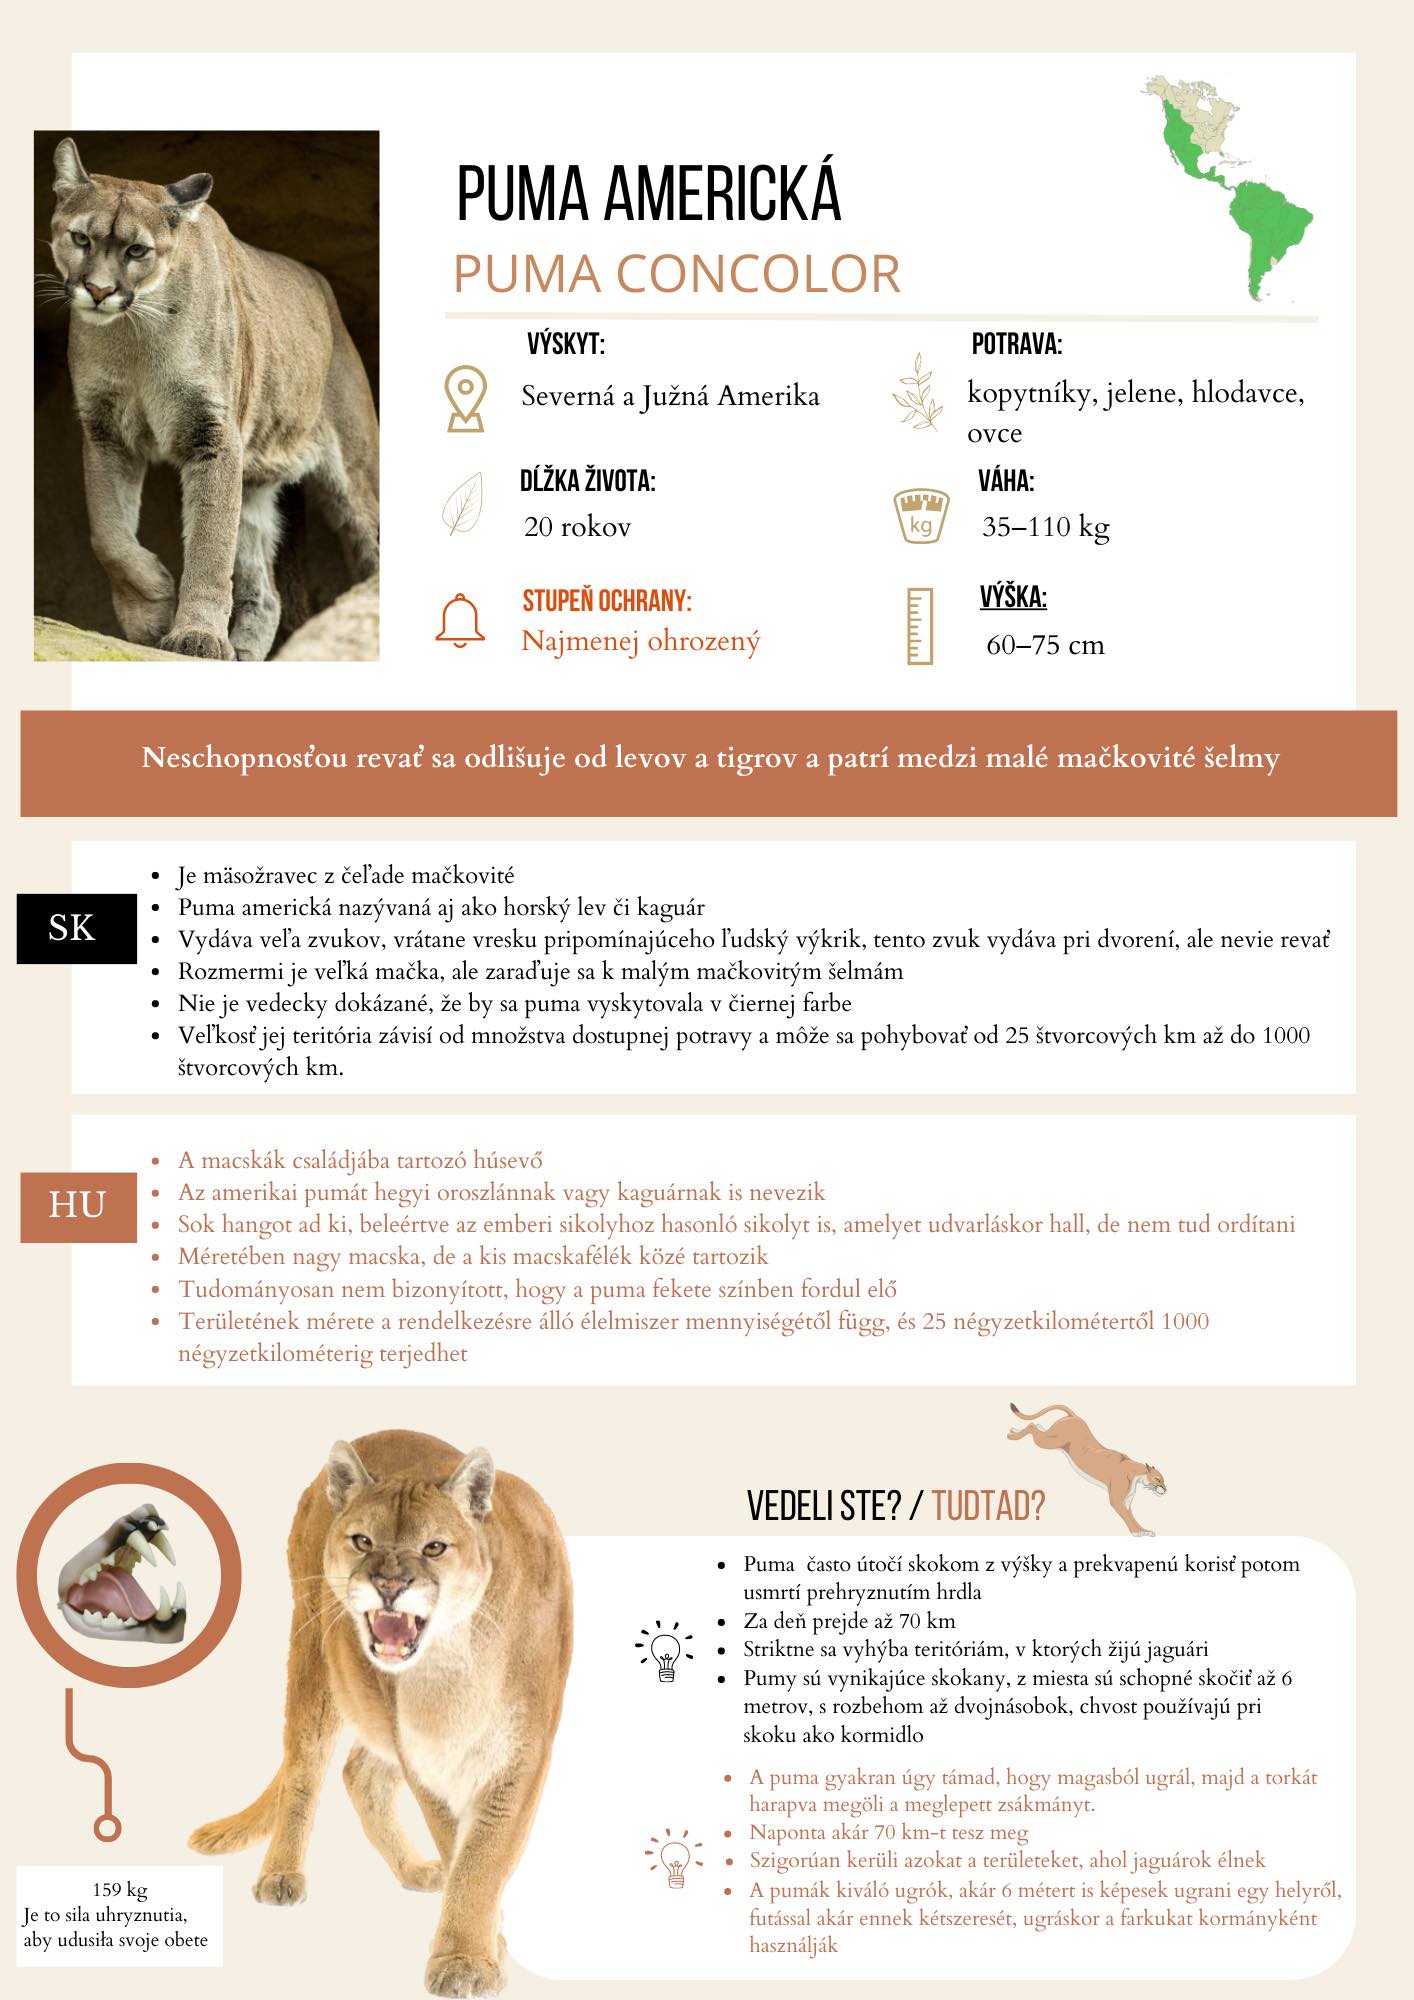 PUMA AMERICKÁ
PUMA CONCOLOR
VÝSKYT:
Severná a Južná Amerika
POTRAVA:
kopytníky, jelene, hlodavce,
ovce
DĹŽKA ŽIVOTA:
20 rokov
VÁHA:
kg
35–110 kg
STUPEŇ OCHRANY:
Najmenej ohrozený
VÝŠKA:
60–75 cm
Neschopnosťou revať sa odlišuje od levov a tigrov a patrí medzi malé mačkovité šelmy
SK
Je mäsožravec z čeľade mačkovité
Puma americká nazývaná aj ako horský lev či kaguár
Vydáva veľa zvukov, vrátane vresku pripomínajúceho ľudský výkrik, tento zvuk vydáva pri dvorení, ale nevie revať
Rozmermi je veľká mačka, ale zaraďuje sa k malým mačkovitým šelmám
Nie je vedecky dokázané, že by sa puma vyskytovala v čiernej farbe
Veľkosť jej teritória závisí od množstva dostupnej potravy a môže sa pohybovať od 25 štvorcových km až do 1000
štvorcových km.
HU
A macskák családjába tartozó húsevő
Az amerikai pumát hegyi oroszlánnak vagy kaguárnak is nevezik
Sok hangot ad ki, beleértve az emberi sikolyhoz hasonló sikolyt is, amelyet udvarláskor hall, de nem tud ordítani
Méretében nagy macska, de a kis macskafélék közé tartozik
Tudományosan nem bizonyított, hogy a puma fekete színben fordul elő
Területének mérete a rendelkezésre álló élelmiszer mennyiségétől függ, és 25 négyzetkilométertől 1000
négyzetkilométerig terjedhet
VEDELI STE? / TUDTAD?
Puma často útočí skokom z výšky a prekvapenú korisť potom
usmrtí prehryznutím hrdla
Za deň prejde až 70 km
Striktne sa vyhýba teritóriám, v ktorých žijú jaguári
Pumy sú vynikajúce skokany, z miesta sú schopné skočiť až 6
metrov, s rozbehom až dvojnásobok, chvost používajú pri
skoku ako kormidlo
A puma gyakran úgy támad, hogy magasból ugrál, majd a torkát
harapva megöli a meglepett zsákmányt.
Naponta akár 70 km-t tesz meg
Szigorúan kerüli azokat a területeket, ahol jaguárok élnek
A pumák kiváló ugrók, akár 6 métert is képesek ugrani egy helyről,
futással akár ennek kétszeresét, ugráskor a farkukat kormányként
használják
159 kg
Je to sila uhryznutia,
aby udusiła svoje obete